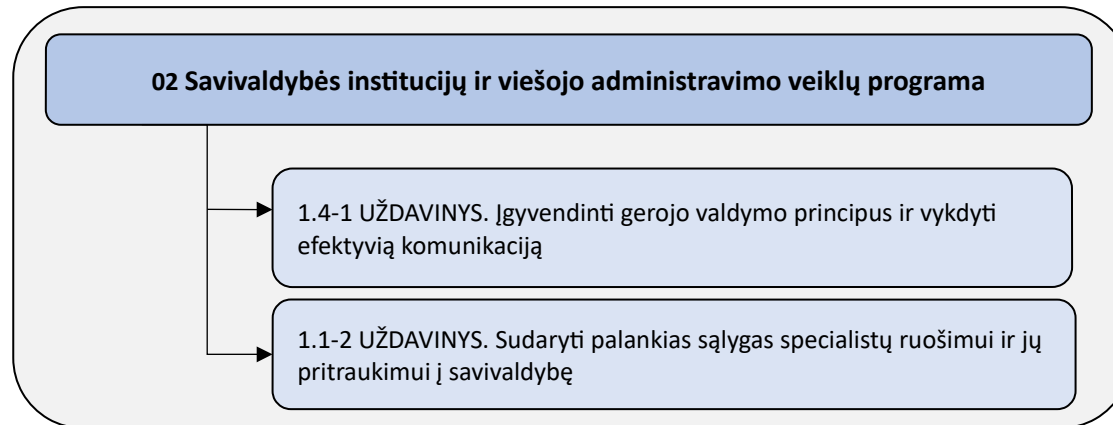 02 Savivaldybės institucijų ir viešojo administravimo veiklų programa
1.4-1 UŽDAVINYS. Įgyvendinti gerojo valdymo principus ir vykdyti
efektyvią komunikaciją
1.1-2 UŽDAVINYS. Sudaryti palankias sąlygas specialistų ruošimui ir jų
pritraukimui į savivaldybę